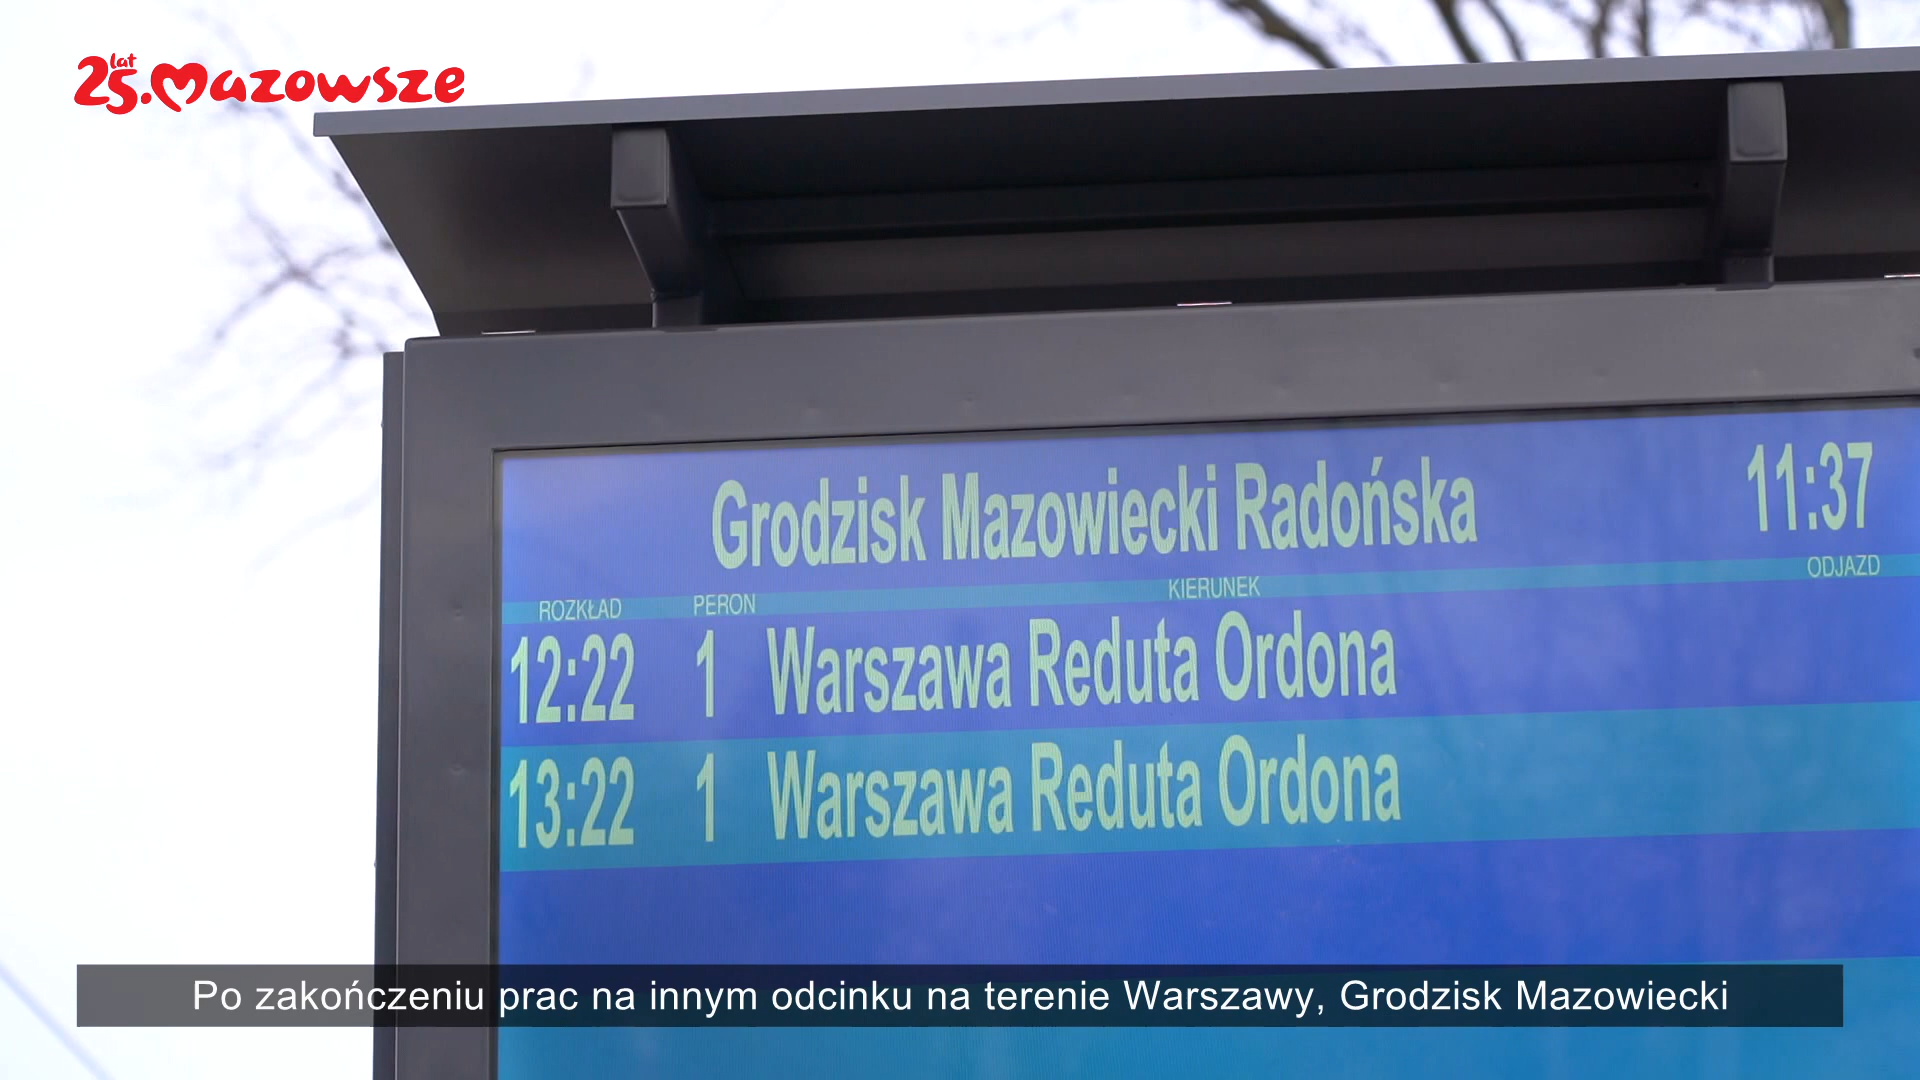 25 lat. Mazowsze
Grodzisk Mazowiecki Radońska 11:37
ROZKŁAD PERON KIERUNEK ODJAZD
12:22 1 Warszawa Reduta Ordona
13:22 1 Warszawa Reduta Ordona
Po zakończeniu prac na innym odcinku na terenie Warszawy, Grodzisk Mazowiecki